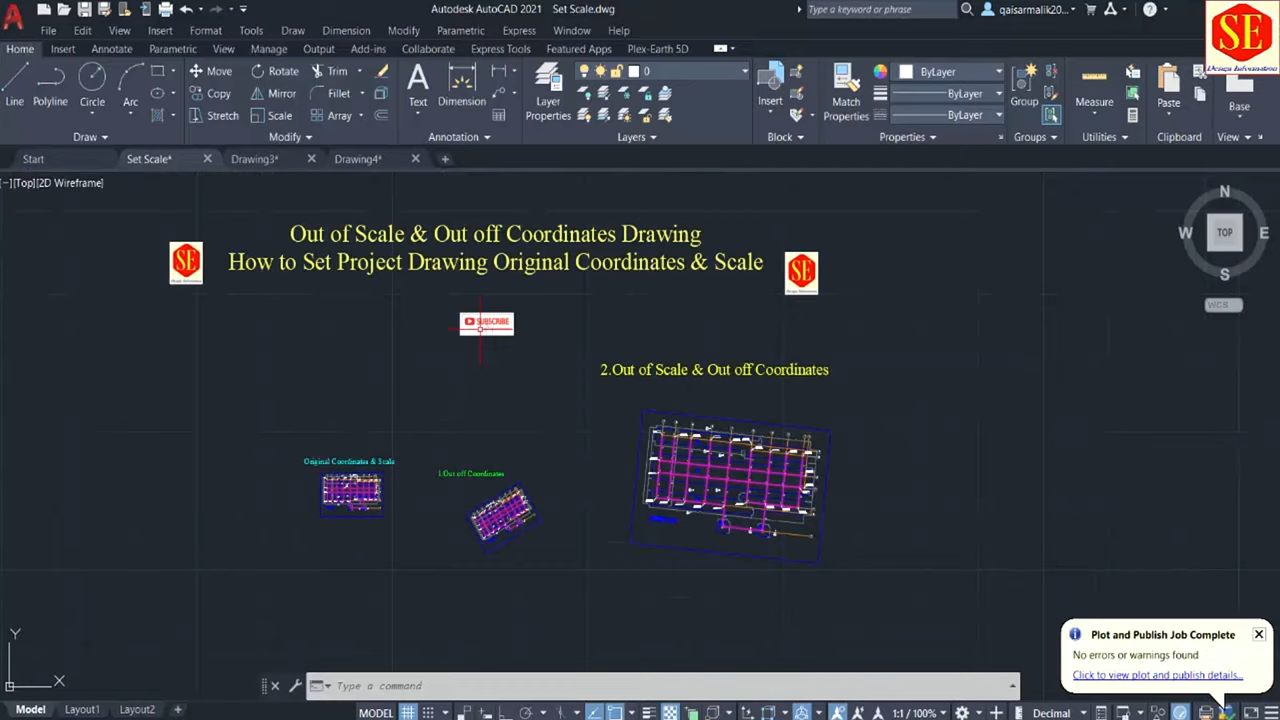 Autodesk AutoCAD 2021 Set Scale.dwg
Type a keyword or phrase
qaisarmalik20...
SE
Design Information
File Edit View Insert Format Tools Draw Dimension Modify Parametric Express Window Help
Home Insert Annotate Parametric View Manage Output Add-ins Collaborate Express Tools Featured Apps Plex-Earth 5D
Line Polyline Circle Arc
Move Rotate Trim
Copy Mirror Fillet
Stretch Scale Array
Text Dimension
Layer Properties
0
Insert
Match Properties
ByLayer
ByLayer
ByLayer
Group
Measure
Paste
Base
Draw Modify Annotation Layers Block Properties Groups Utilities Clipboard View
Start Set Scale* Drawing3* Drawing4*
[Top][2D Wireframe]
N
W TOP E
S
WCS
Out of Scale & Out off Coordinates Drawing
How to Set Project Drawing Original Coordinates & Scale
SE
SE
SUBSCRIBE
2.Out of Scale & Out off Coordinates
Original Coordinates & Scale
1.Out off Coordinates
Y
X
Plot and Publish Job Complete
No errors or warnings found
Click to view plot and publish details...
Type a command
Model Layout1 Layout2
MODEL
1:1 / 100%
Decimal